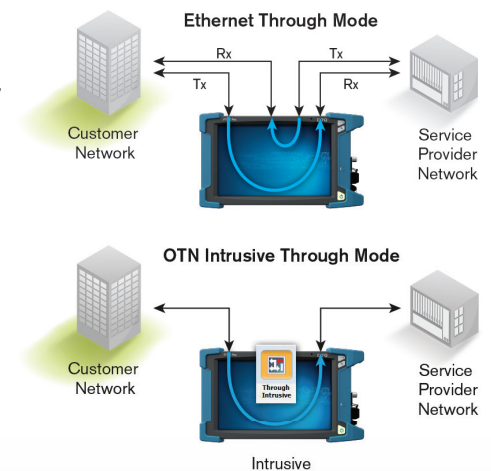 Ethernet Through Mode
Rx
Tx
Tx
Rx
Customer
Network
Service
Provider
Network
OTN Intrusive Through Mode
Through
Intrusive
Customer
Network
Service
Provider
Network
Intrusive